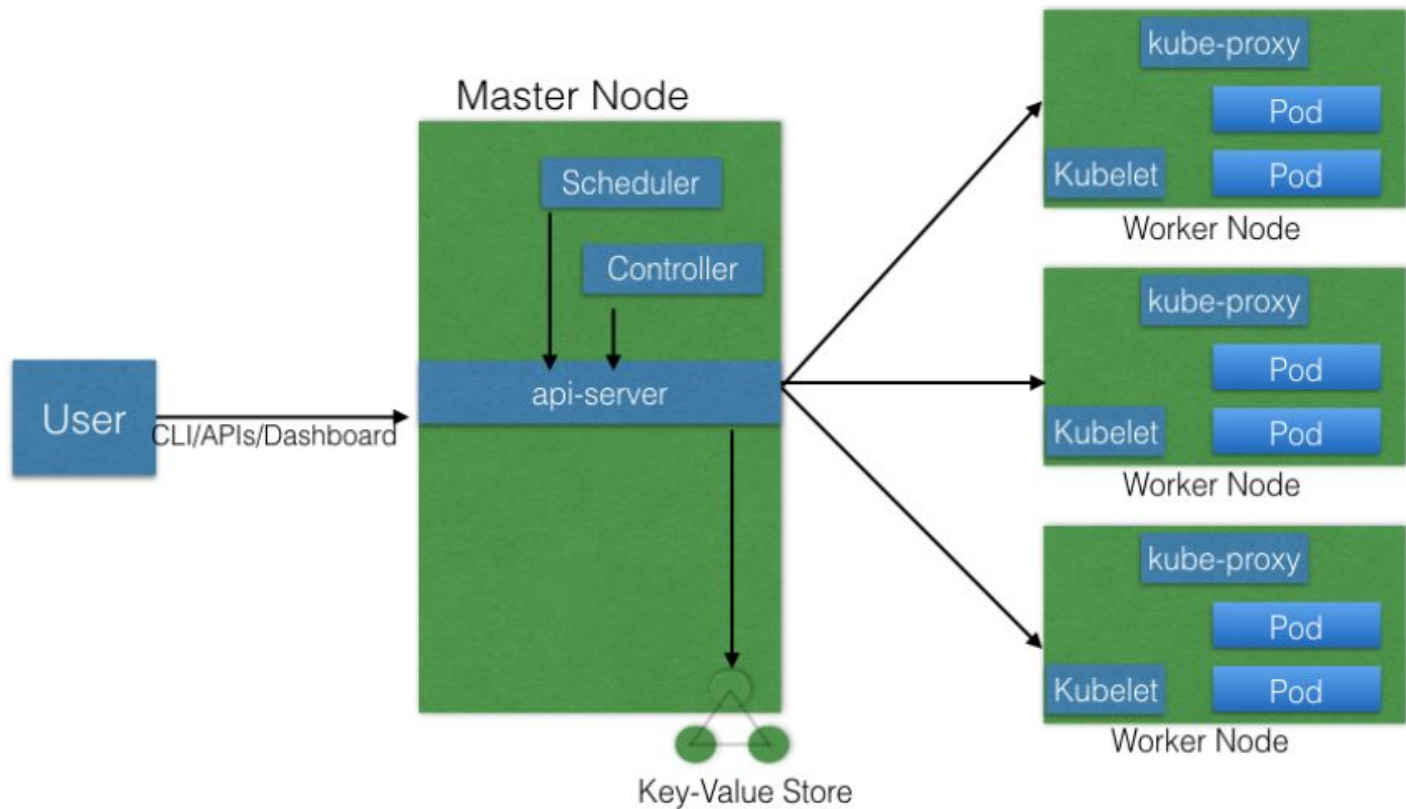 Master Node
Scheduler
Controller
api-server
User
CLI/APIs/Dashboard
Key-Value Store
kube-proxy
Pod
Kubelet
Pod
Worker Node
kube-proxy
Pod
Kubelet
Pod
Worker Node
kube-proxy
Pod
Kubelet
Pod
Worker Node